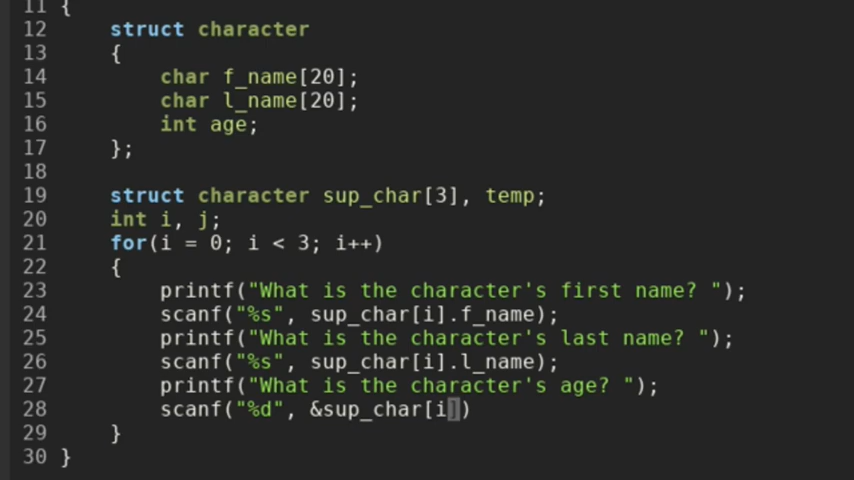 11 {
12     struct character
13     {
14         char f_name[20];
15         char l_name[20];
16         int age;
17     };
18
19     struct character sup_char[3], temp;
20     int i, j;
21     for(i = 0; i < 3; i++)
22     {
23         printf("What is the character's first name? ");
24         scanf("%s", sup_char[i].f_name);
25         printf("What is the character's last name? ");
26         scanf("%s", sup_char[i].l_name);
27         printf("What is the character's age? ");
28         scanf("%d", &sup_char[i])
29     }
30 }